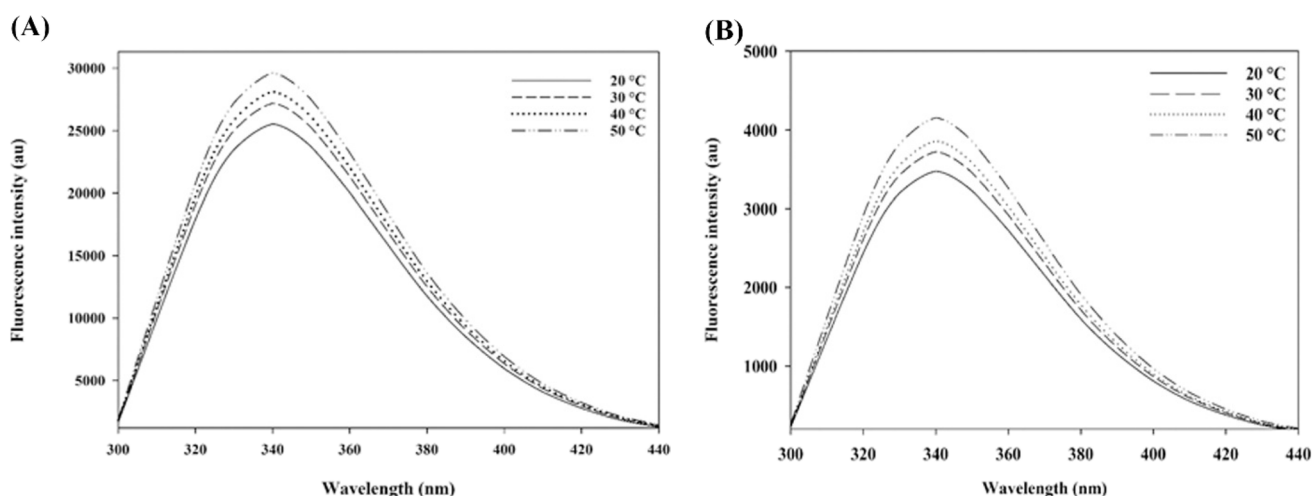 (A)
Fluorescence intensity (au)
30000
25000
20000
15000
10000
5000
20 °C
30 °C
40 °C
50 °C
300 320 340 360 380 400 420 440
Wavelength (nm)
(B)
Fluorescence intensity (au)
5000
4000
3000
2000
1000
20 °C
30 °C
40 °C
50 °C
300 320 340 360 380 400 420 440
Wavelength (nm)